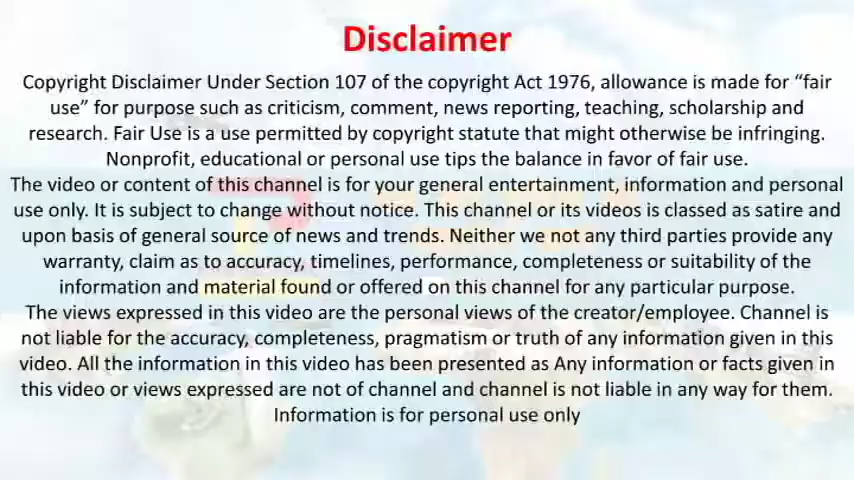 Disclaimer
Copyright Disclaimer Under Section 107 of the copyright Act 1976, allowance is made for “fair
use” for purpose such as criticism, comment, news reporting, teaching, scholarship and
research. Fair Use is a use permitted by copyright statute that might otherwise be infringing.
Nonprofit, educational or personal use tips the balance in favor of fair use.
The video or content of this channel is for your general entertainment, information and personal
use only. It is subject to change without notice. This channel or its videos is classed as satire and
upon basis of general source of news and trends. Neither we not any third parties provide any
warranty, claim as to accuracy, timelines, performance, completeness or suitability of the
information and material found or offered on this channel for any particular purpose.
The views expressed in this video are the personal views of the creator/employee. Channel is
not liable for the accuracy, completeness, pragmatism or truth of any information given in this
video. All the information in this video has been presented as Any information or facts given in
this video or views expressed are not of channel and channel is not liable in any way for them.
Information is for personal use only